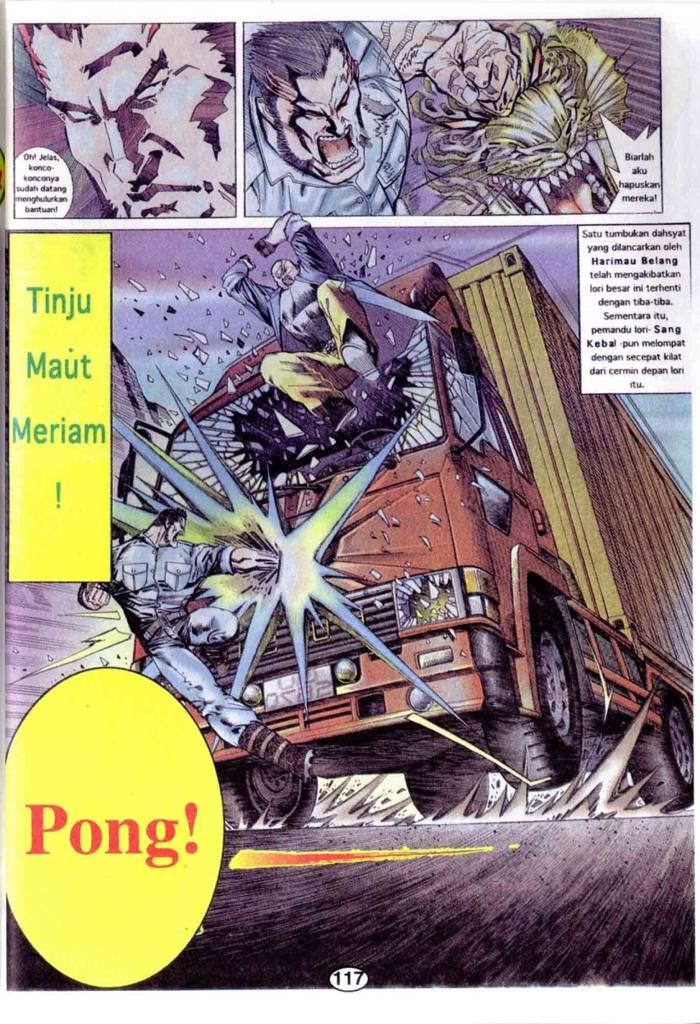 Oh! Jelas,
konco-
konconya
sudah datang
menghulurkan
bantuan!
Biarlah
aku
hapuskan
mereka!
Satu tumbukan dahsyat
yang dilancarkan oleh
Harimau Belang
telah mengakibatkan
lori besar ini terhenti
dengan tiba-tiba.
Sementara itu,
pemandu lori- Sang
Kebal -pun melompat
dengan secepat kilat
dari cermin depan lori
itu.
Tinju
Maut
Meriam
!
Pong!
117